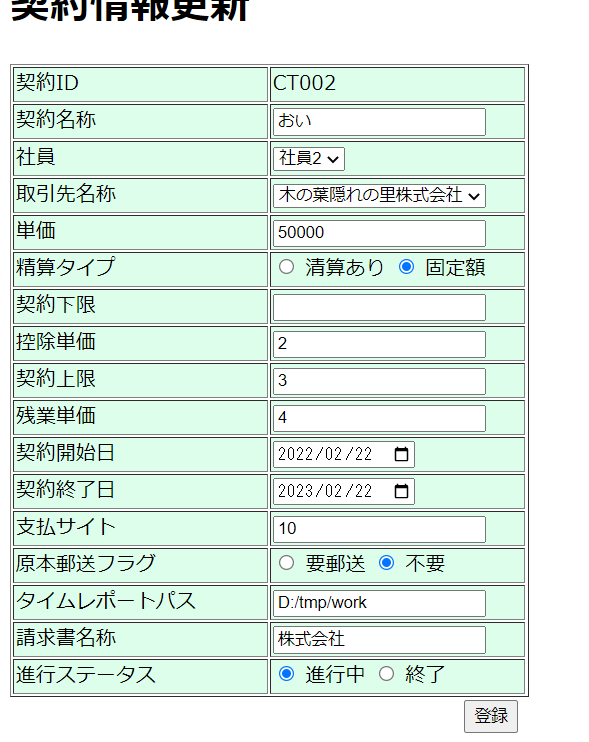 契約情報更新
契約ID CT002
契約名称 おい
社員 社員2
取引先名称 木の葉隠れの里株式会社
単価 50000
精算タイプ 清算あり 固定額
契約下限
控除単価 2
契約上限 3
残業単価 4
契約開始日 2022/02/22
契約終了日 2023/02/22
支払サイト 10
原本郵送フラグ 要郵送 不要
タイムレポートパス D:/tmp/work
請求書名称 株式会社
進行ステータス 進行中 終了
登録